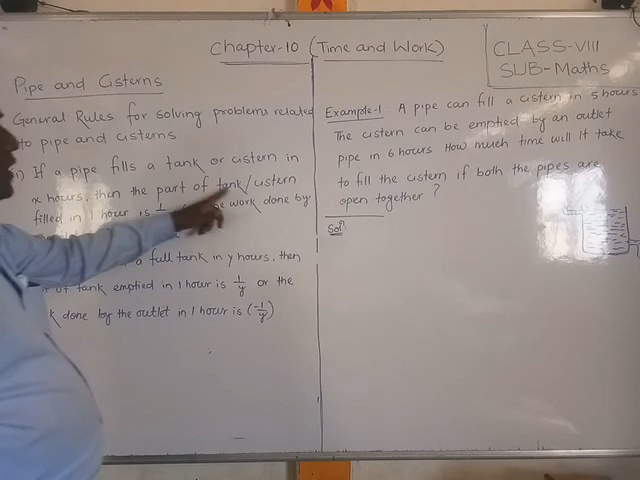 Chapter-10 (Time and Work)
CLASS-VIII
SUB-Maths
Pipe and Cisterns
General Rules for solving problems related
to pipe and cisterns
i) If a pipe fills a tank or cistern in
x hours, then the part of tank/cistern
filled in 1 hour is work done by
a full tank in y hours, then
of tank emptied in 1 hour is 1/y or the
done by the outlet in 1 hour is (-1/y)
Example-1: A pipe can fill a cistern in 5 hours
The cistern can be emptied by an outlet
pipe in 6 hours How much time will It take
to fill the cistern if both the pipes are
open together?
Sol